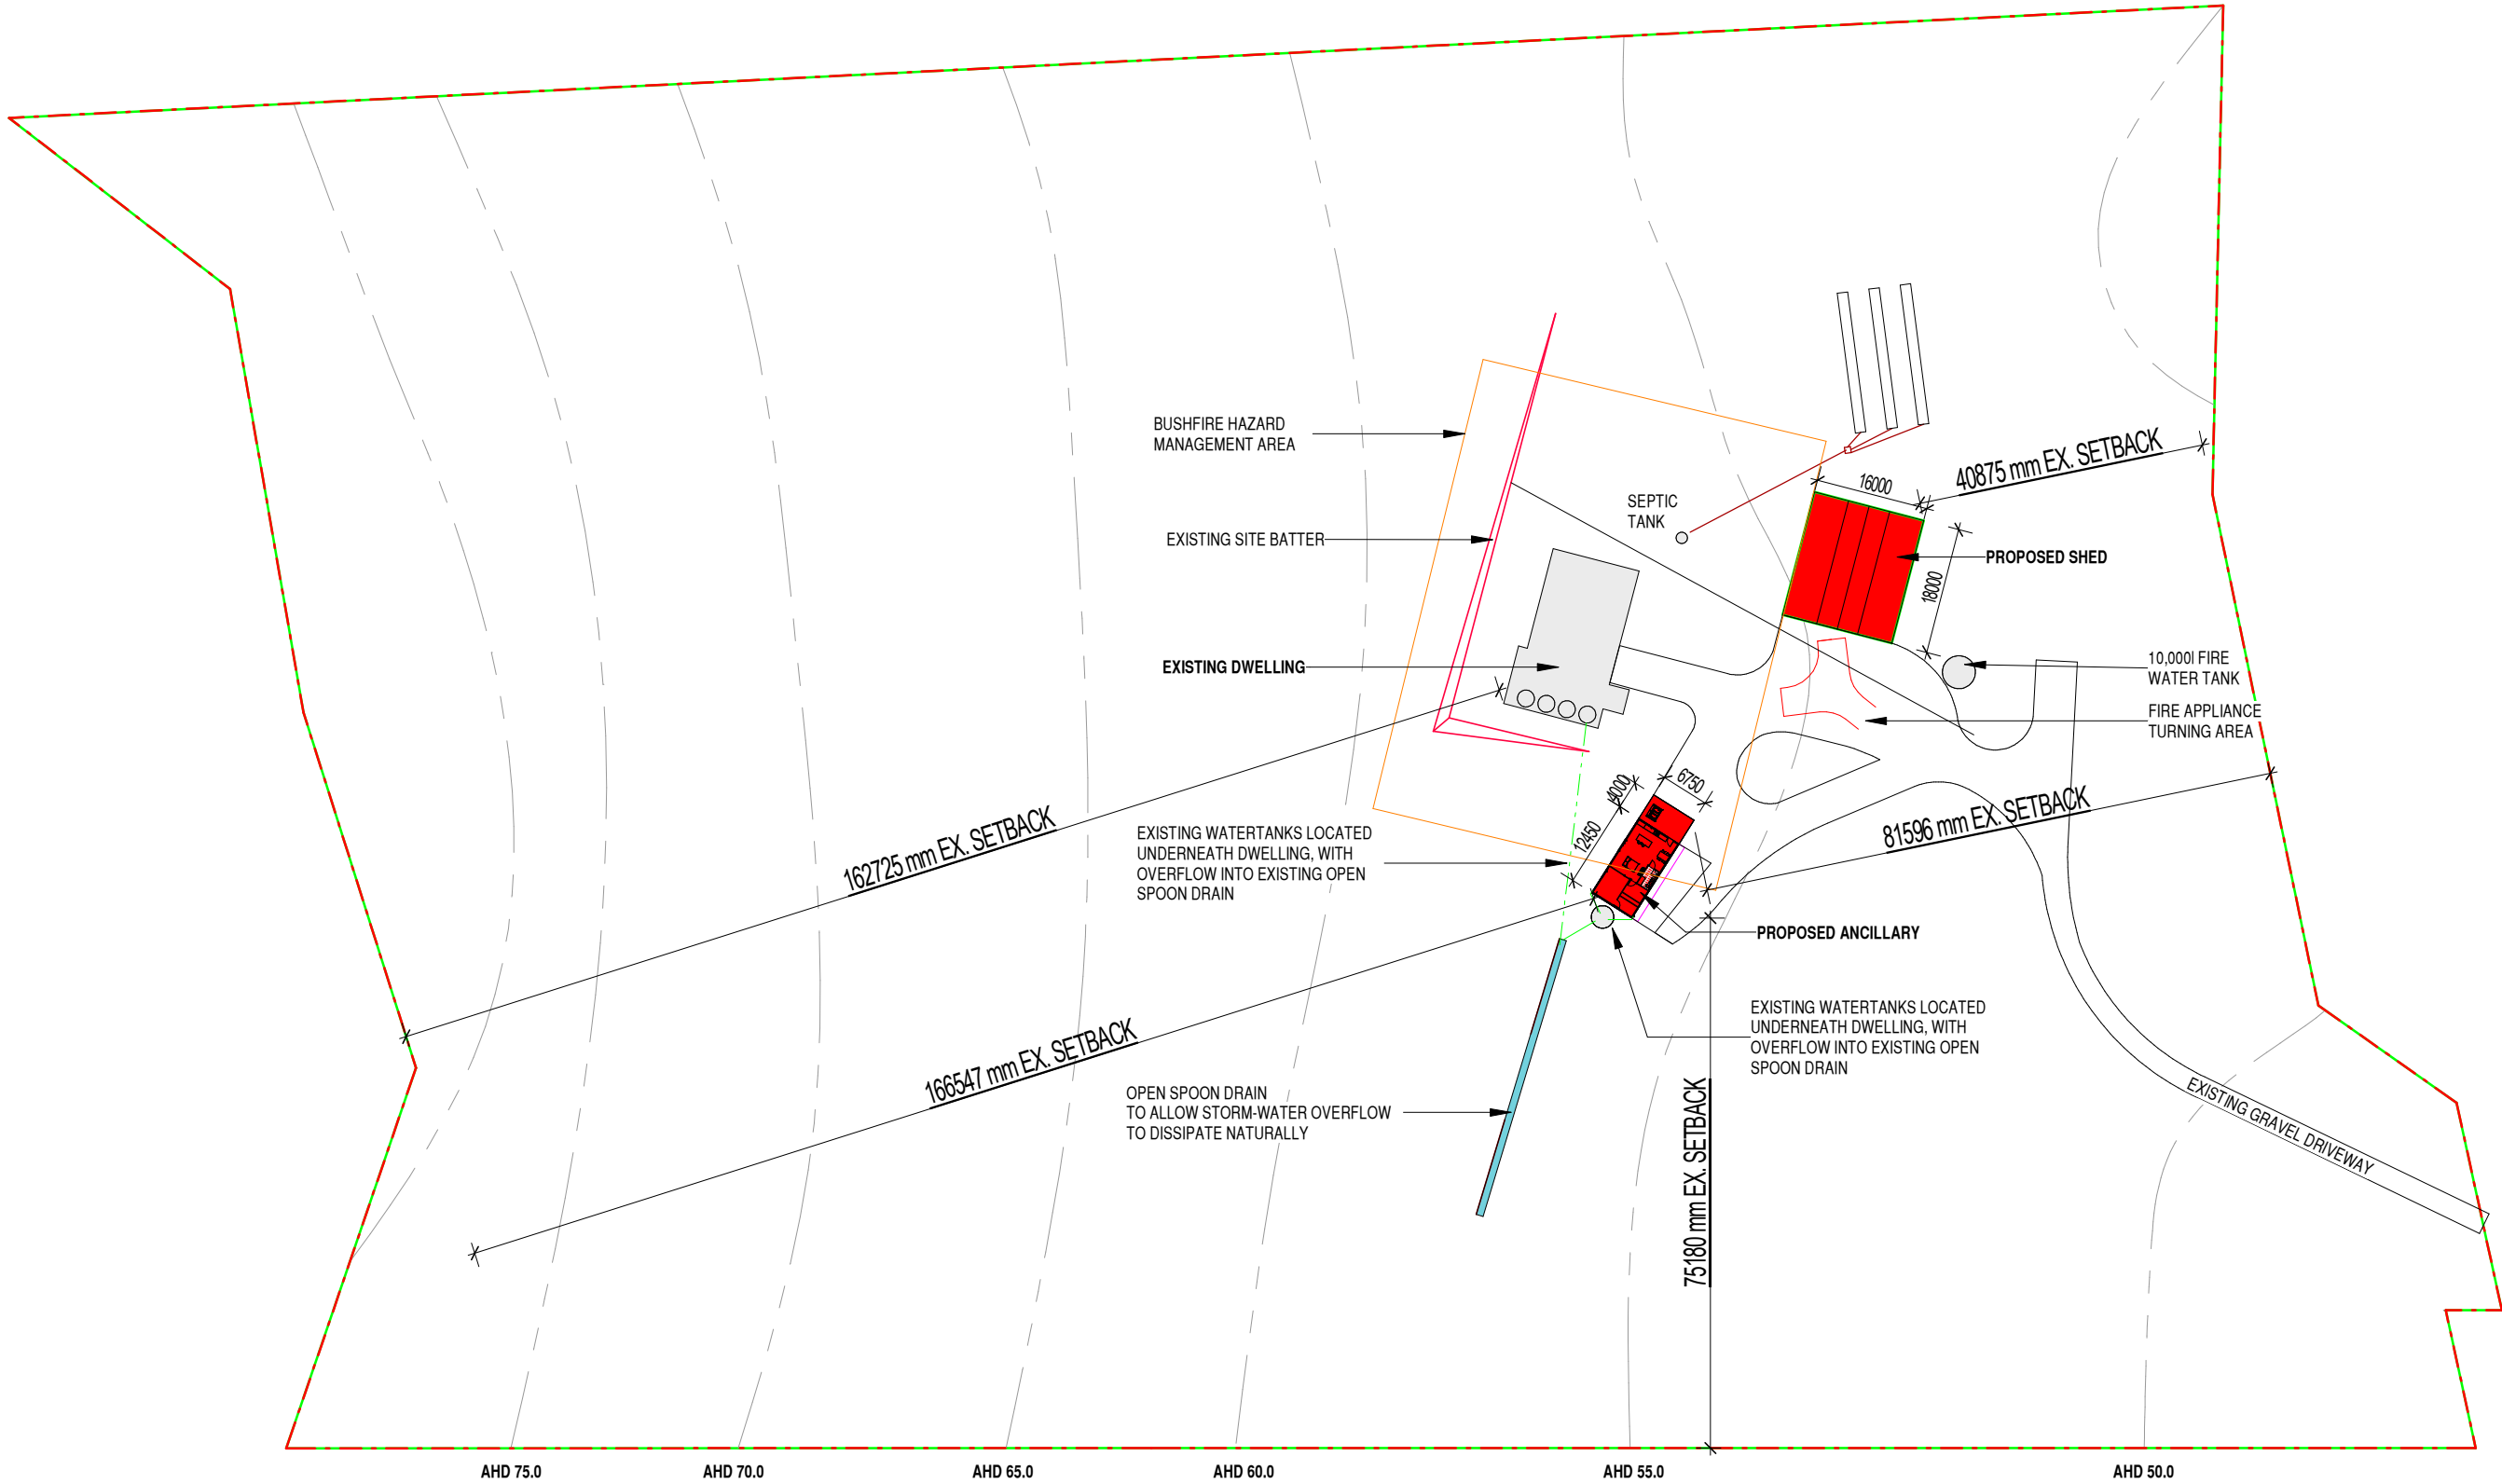 BUSHFIRE HAZARD
MANAGEMENT AREA
40875 mm EX. SETBACK
16000
SEPTIC
TANK
EXISTING SITE BATTER
PROPOSED SHED
18000
EXISTING DWELLING
10,000l FIRE
WATER TANK
FIRE APPLIANCE
TURNING AREA
6750
4000
12450
81596 mm EX. SETBACK
162725 mm EX. SETBACK
EXISTING WATERTANKS LOCATED
UNDERNEATH DWELLING, WITH
OVERFLOW INTO EXISTING OPEN
SPOON DRAIN
PROPOSED ANCILLARY
EXISTING WATERTANKS LOCATED
UNDERNEATH DWELLING, WITH
OVERFLOW INTO EXISTING OPEN
SPOON DRAIN
166547 mm EX. SETBACK
OPEN SPOON DRAIN
TO ALLOW STORM-WATER OVERFLOW
TO DISSIPATE NATURALLY
75180 mm EX. SETBACK
EXISTING GRAVEL DRIVEWAY
AHD 75.0
AHD 70.0
AHD 65.0
AHD 60.0
AHD 55.0
AHD 50.0